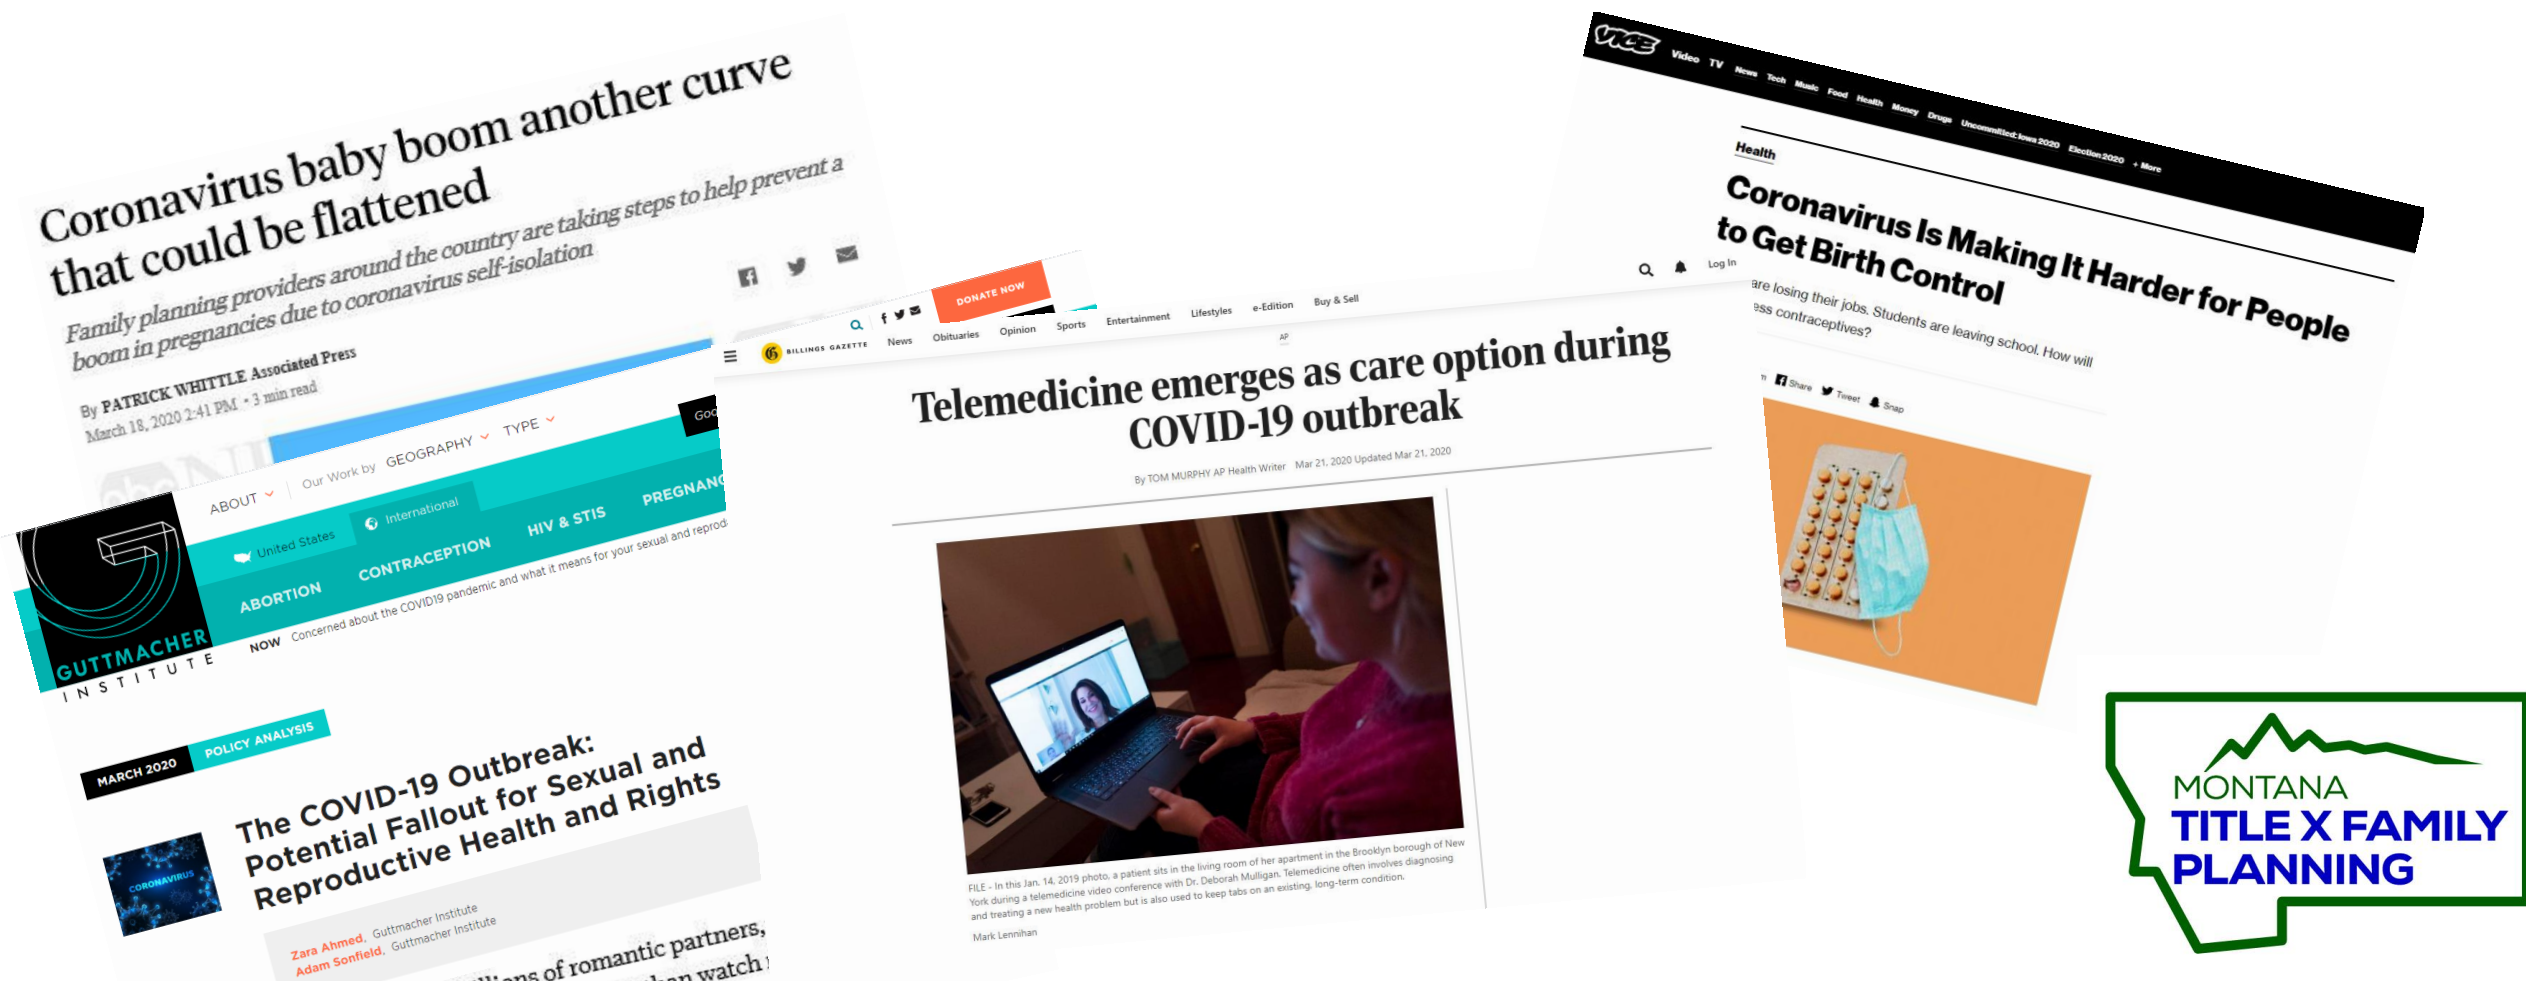 Coronavirus baby boom another curve
that could be flattened
Family planning providers around the country are taking steps to help prevent a
boom in pregnancies due to coronavirus self-isolation
By PATRICK WHITTLE Associated Press
March 18, 2020 2:41 PM • 3 min read
abc
DONATE NOW
ABOUT
Our Work by
GEOGRAPHY
TYPE
United States
International
ABORTION
CONTRACEPTION
HIV & STIS
NOW Concerned about the COVID19 pandemic and what it means for your sexual and
GUTTMACHER
INSTITUTE
MARCH 2020
POLICY ANALYSIS
The COVID-19 Outbreak:
Potential Fallout for Sexual and
Reproductive Health and Rights
CORONAVIRUS
Zara Ahmed, Guttmacher Institute
Adam Sonfield, Guttmacher Institute
of romantic partners,
watch
G BILLINGS GAZETTE
News
Obituaries
Opinion
Sports
Entertainment
Lifestyles
e-Edition
Buy & Sell
Log In
AP
Telemedicine emerges as care option during
COVID-19 outbreak
By TOM MURPHY AP Health Writer Mar 21, 2020 Updated Mar 21, 2020
FILE - In this Jan. 14, 2019 photo, a patient sits in the living room of her apartment in the Brooklyn borough of New
York during a telemedicine video conference with Dr. Deborah Mulligan. Telemedicine often involves diagnosing
and treating a new health problem but is also used to keep tabs on an existing, long-term condition.
Mark Lennihan
VICE
Video
TV
News
Tech
Music
Food
Health
Money
Drugs
Uncommitted: Iowa 2020
Election 2020
+ More
Health
Coronavirus Is Making It Harder for People
to Get Birth Control
are losing their jobs. Students are leaving school. How will
contraceptives?
Share
Tweet
Snap
MONTANA
TITLE X FAMILY
PLANNING